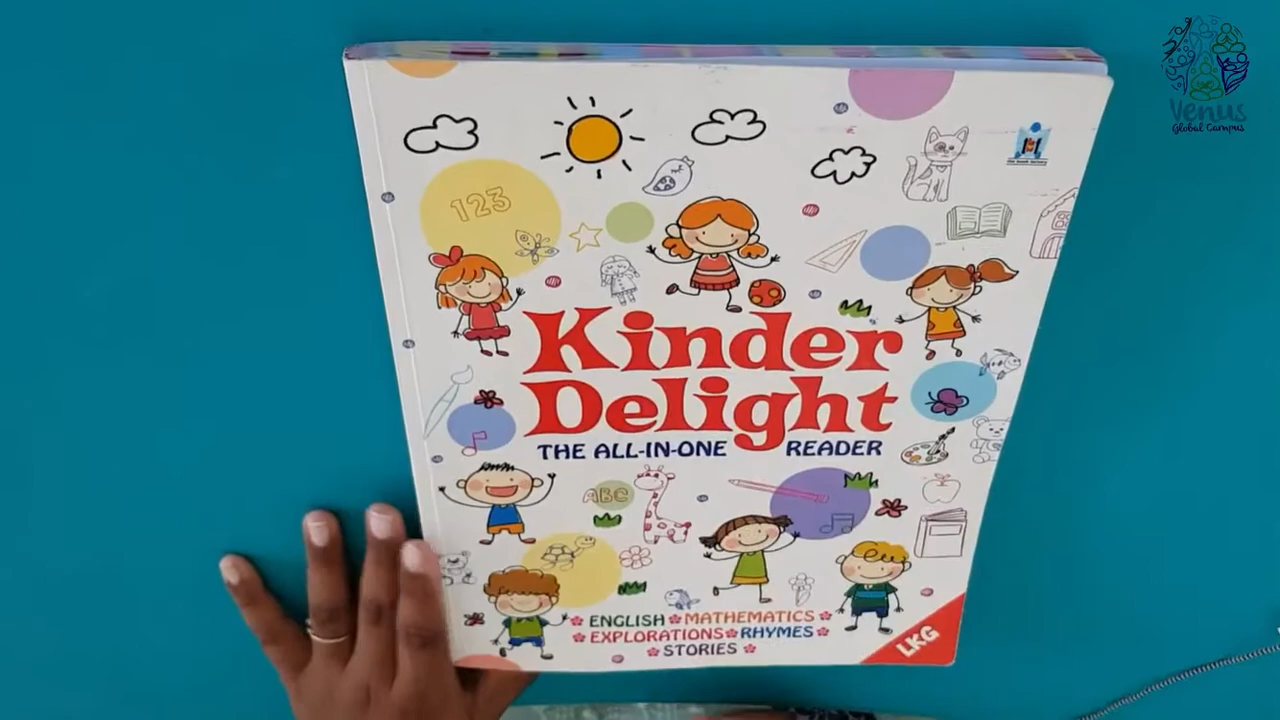 Venus
Global Campus
123
Kinder
Delight
THE ALL-IN-ONE READER
ABC
ENGLISH MATHEMATICS
EXPLORATIONS RHYMES
STORIES
LKG